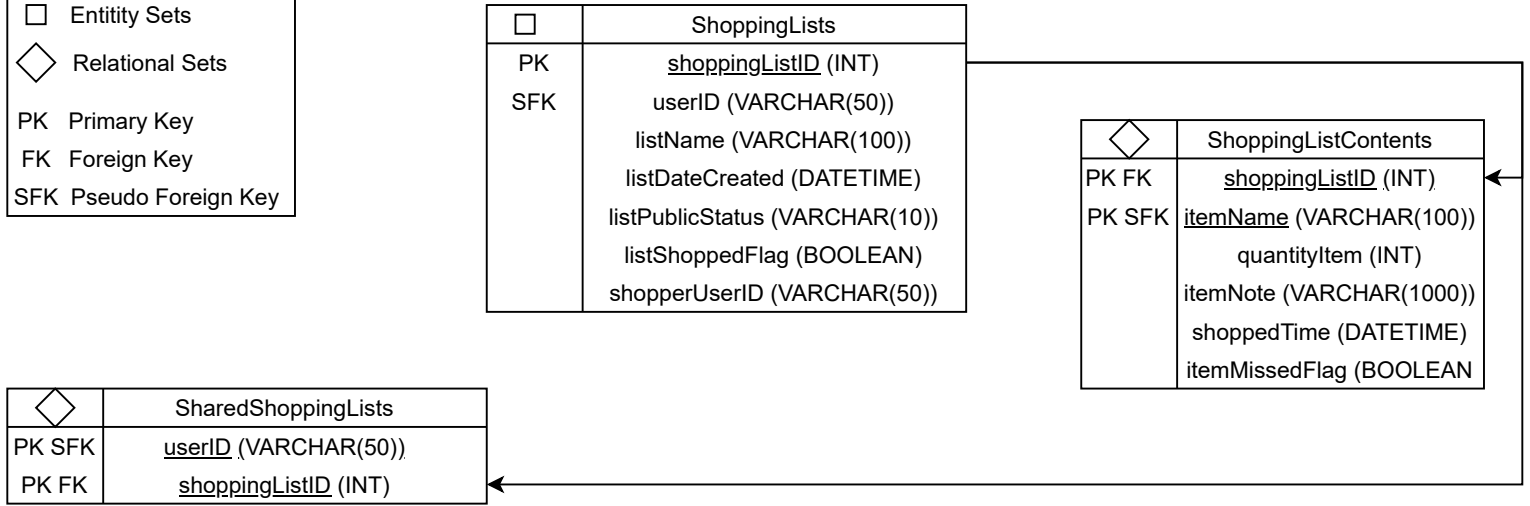 Entitity Sets
Relational Sets
PK Primary Key
FK Foreign Key
SFK Pseudo Foreign Key
ShoppingLists
PK shoppingListID (INT)
SFK userID (VARCHAR(50))
listName (VARCHAR(100))
listDateCreated (DATETIME)
listPublicStatus (VARCHAR(10))
listShoppedFlag (BOOLEAN)
shopperUserID (VARCHAR(50))
ShoppingListContents
PK FK shoppingListID (INT)
PK SFK itemName (VARCHAR(100))
quantityItem (INT)
itemNote (VARCHAR(1000))
shoppedTime (DATETIME)
itemMissedFlag (BOOLEAN
SharedShoppingLists
PK SFK userID (VARCHAR(50))
PK FK shoppingListID (INT)